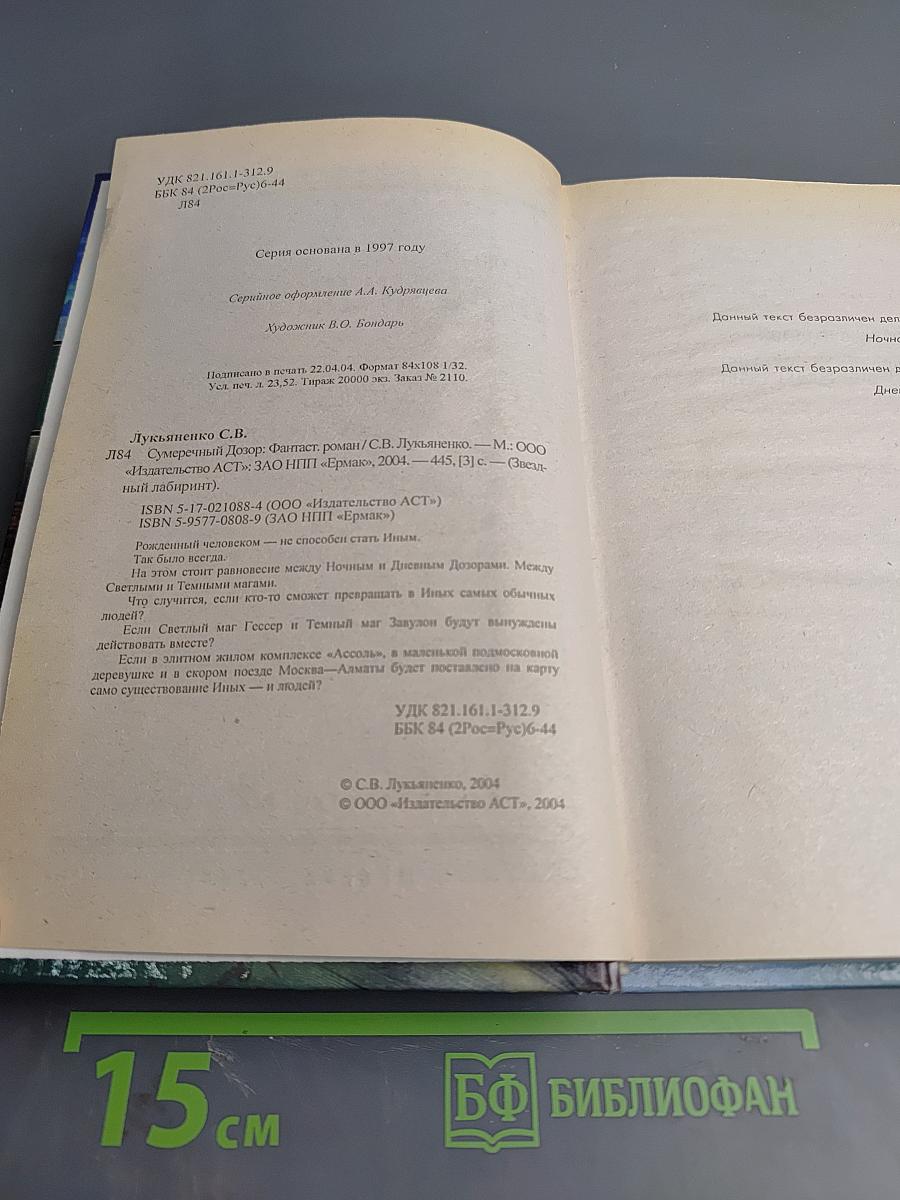 УДК 821.161.1-312.9
ББК 84 (2Рос=Рус)6-44
Л84
Серия основана в 1997 году
Серийное оформление А.А. Кудрявцева
Художник В.О. Бондарь
Подписано в печать 22.04.04. Формат 84x108 1/32.
Усл. печ. л. 23,52. Тираж 20000 экз. Заказ № 2110.
Лукьяненко С.В.
Л84 Сумеречный Дозор: Фантаст. роман / С.В. Лукьяненко. — М.: ООО
«Издательство АСТ»: ЗАО НПП «Ермак», 2004. — 445, [3] с. — (Звезд-
ный лабиринт).
ISBN 5-17-021088-4 (ООО «Издательство АСТ»)
ISBN 5-9577-0808-9 (ЗАО НПП «Ермак»)
Рожденный человеком — не способен стать Иным.
Так было всегда.
На этом стоит равновесие между Ночным и Дневным Дозорами. Между
Светлыми и Темными магами.
Что случится, если кто-то сможет превращать в Иных самых обычных
людей?
Если Светлый маг Гессер и Темный маг Завулон будут вынуждены
действовать вместе?
Если в элитном жилом комплексе «Ассоль», в маленькой подмосковной
деревушке и в скором поезде Москва—Алматы будет поставлено на карту
само существование Иных — и людей?
УДК 821.161.1-312.9
ББК 84 (2Рос=Рус)6-44
© С.В. Лукьяненко, 2004
© ООО «Издательство АСТ», 2004
Данный текст безразличен дел
Ночно
Данный текст безразличен д
Днев
15 см
БФ БИБЛИОФАН